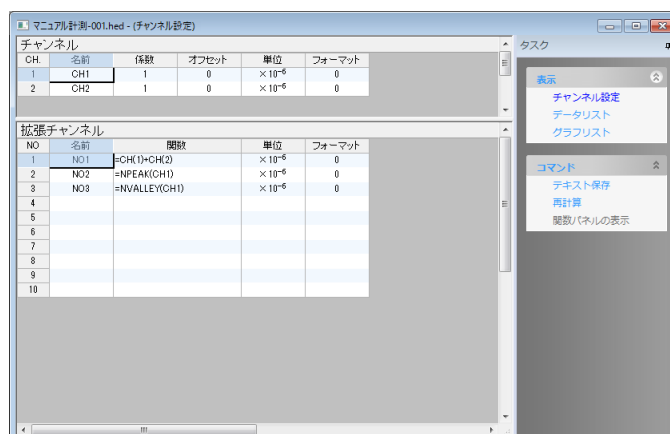 マニュアル計測-001.hed - (チャンネル設定)
チャンネル
CH. 名前 係数 オフセット 単位 フォーマット
1 CH1 1 0 ×10⁻⁶ 0
2 CH2 1 0 ×10⁻⁶ 0
拡張チャンネル
NO 名前 関数 単位 フォーマット
1 NO1 =CH(1)+CH(2) ×10⁻⁶ 0
2 NO2 =NPEAK(CH1) ×10⁻⁶ 0
3 NO3 =NVALLEY(CH1) ×10⁻⁶ 0
4
5
6
7
8
9
10
タスク
表示
チャンネル設定
データリスト
グラフリスト
コマンド
テキスト保存
再計算
関数パネルの表示